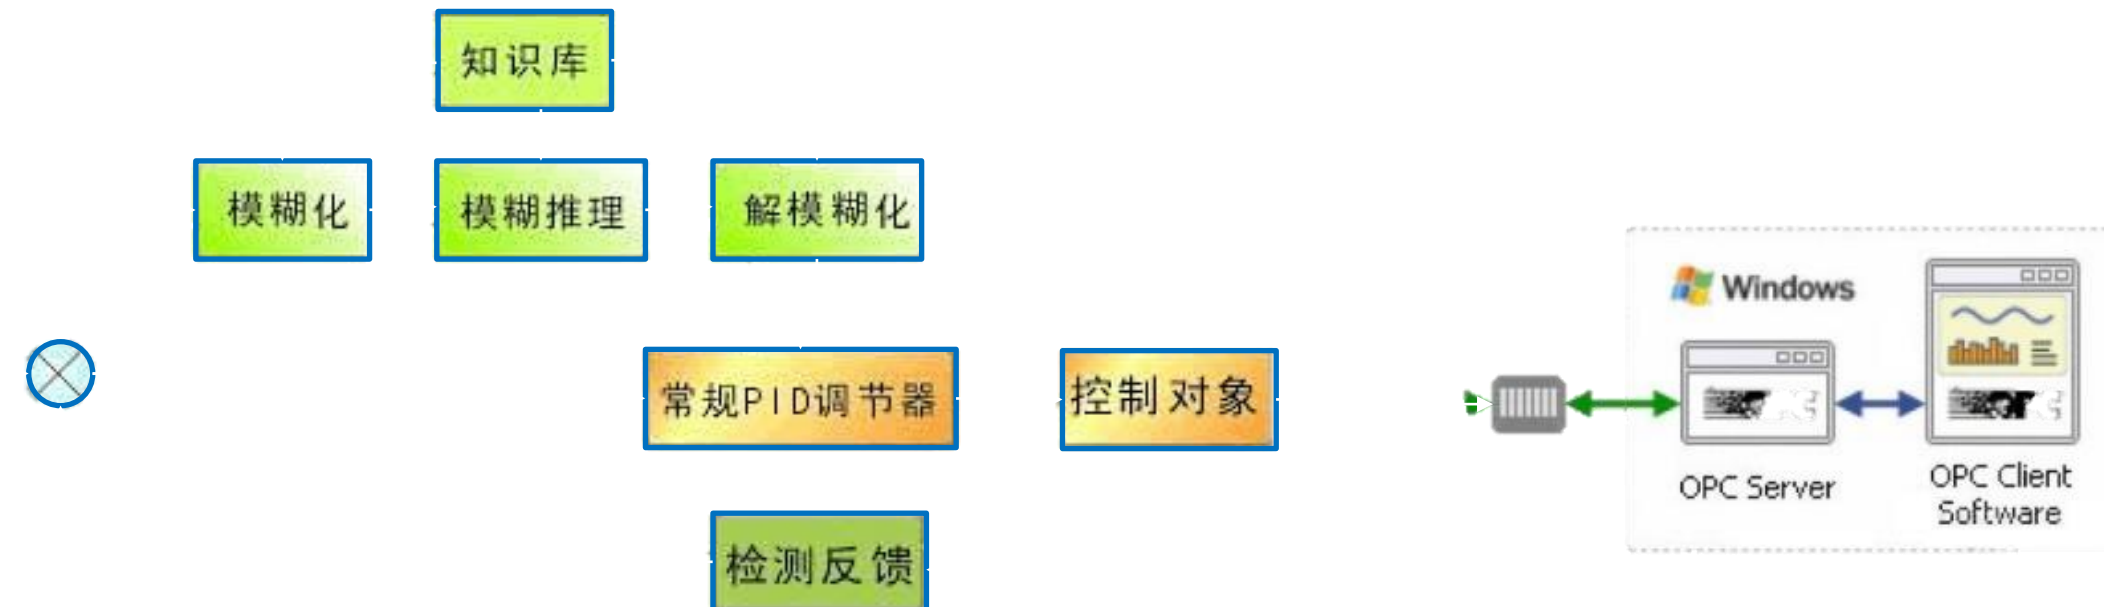 知识库
模糊化
模糊推理
解模糊化
常规PID调节器
控制对象
检测反馈
Windows
OPC Server
OPC Client
Software